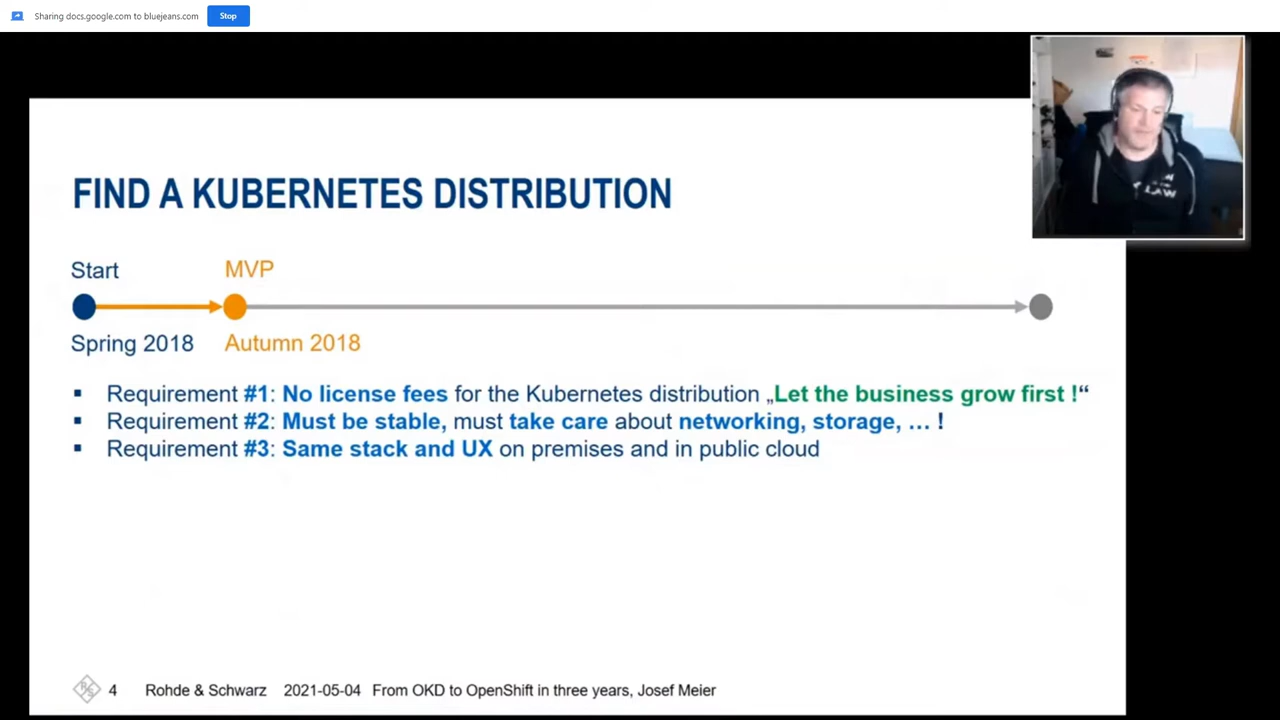 Sharing docs.google.com to bluejeans.com
Stop
FIND A KUBERNETES DISTRIBUTION
Start
MVP
Spring 2018
Autumn 2018
▪ Requirement #1: No license fees for the Kubernetes distribution „Let the business grow first !“
▪ Requirement #2: Must be stable, must take care about networking, storage, … !
▪ Requirement #3: Same stack and UX on premises and in public cloud
R/S
4 Rohde & Schwarz 2021-05-04 From OKD to OpenShift in three years, Josef Meier
LAW